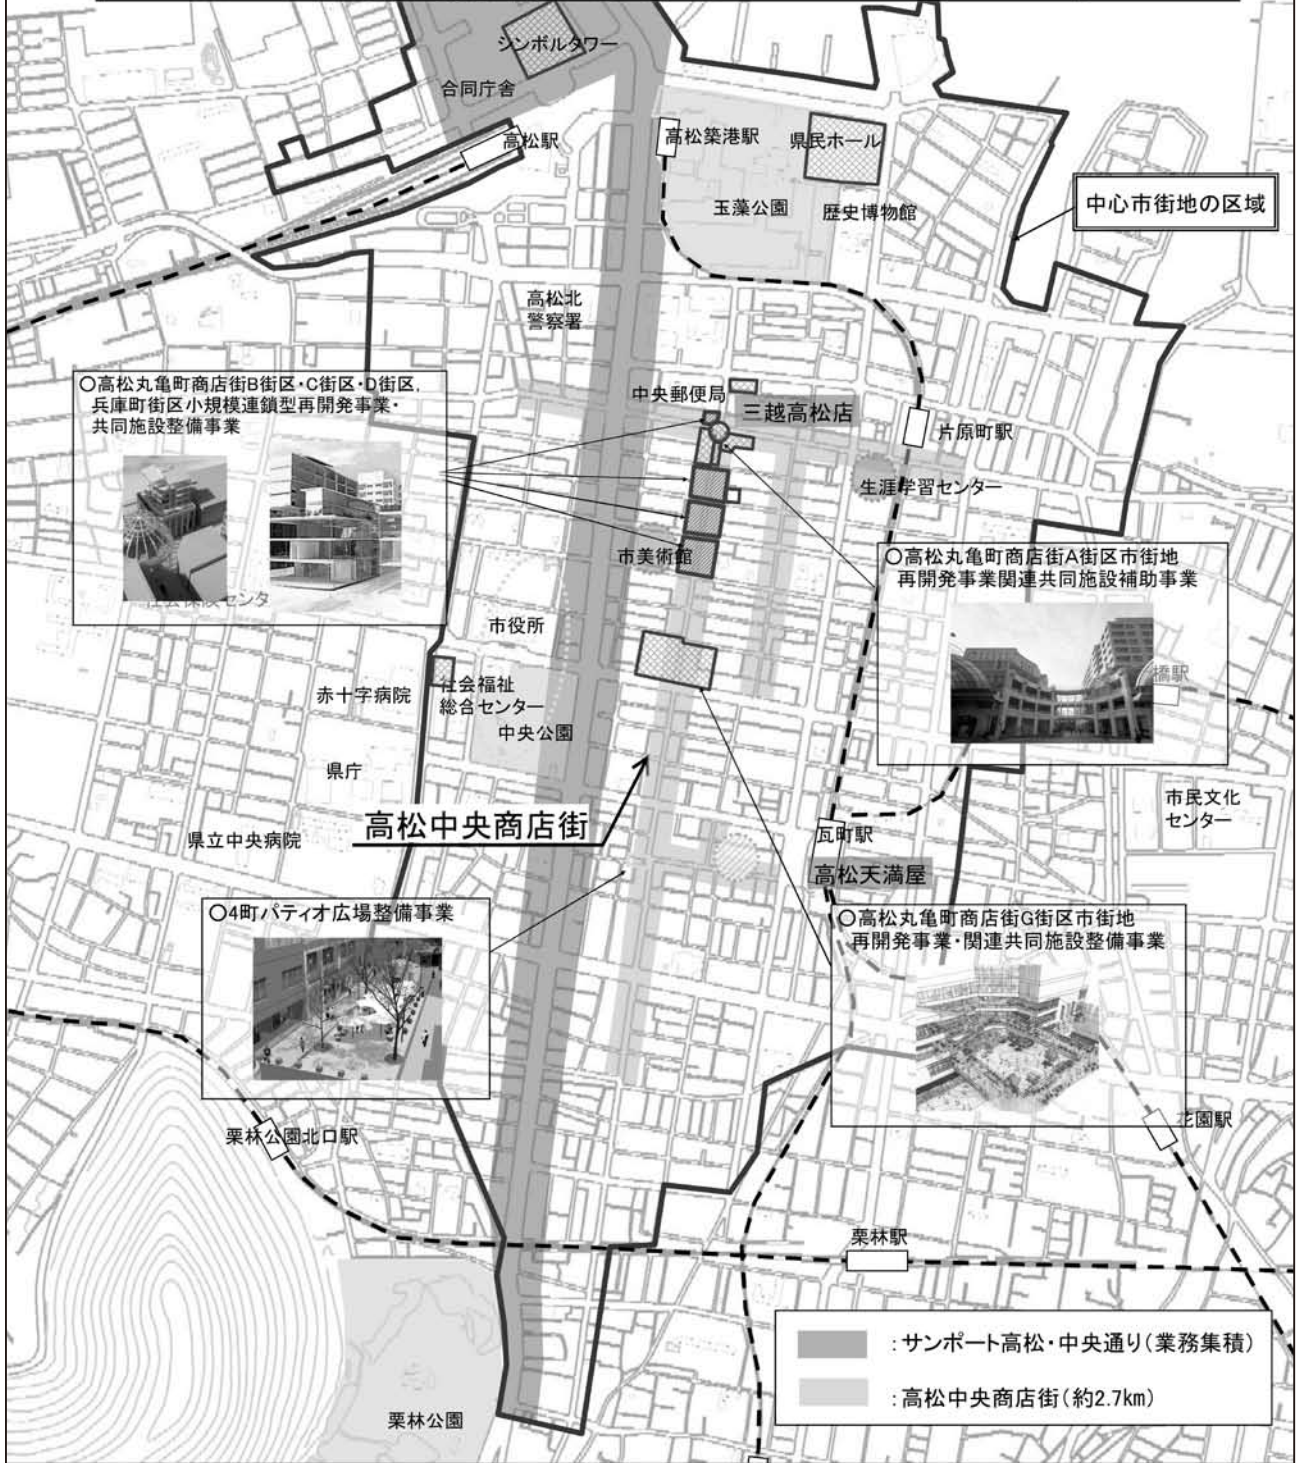 シンボルタワー
合同庁舎
高松駅
高松築港駅
県民ホール
玉藻公園
歴史博物館
中心市街地の区域
高松北
警察署
○高松丸亀町商店街B街区・C街区・D街区,
兵庫町街区小規模連鎖型再開発事業・
共同施設整備事業
中央郵便局
三越高松店
片原町駅
生涯学習センター
市美術館
○高松丸亀町商店街A街区市街地
再開発事業関連共同施設補助事業
社会保険センタ
市役所
橋駅
赤十字病院
社会福祉
総合センター
中央公園
県庁
市民文化
センター
高松中央商店街
県立中央病院
瓦町駅
高松天満屋
○4町パティオ広場整備事業
○高松丸亀町商店街G街区市街地
再開発事業・関連共同施設整備事業
栗林公園北口駅
花園駅
栗林駅
:サンポート高松・中央通り(業務集積)
:高松中央商店街(約2.7km)
栗林公園